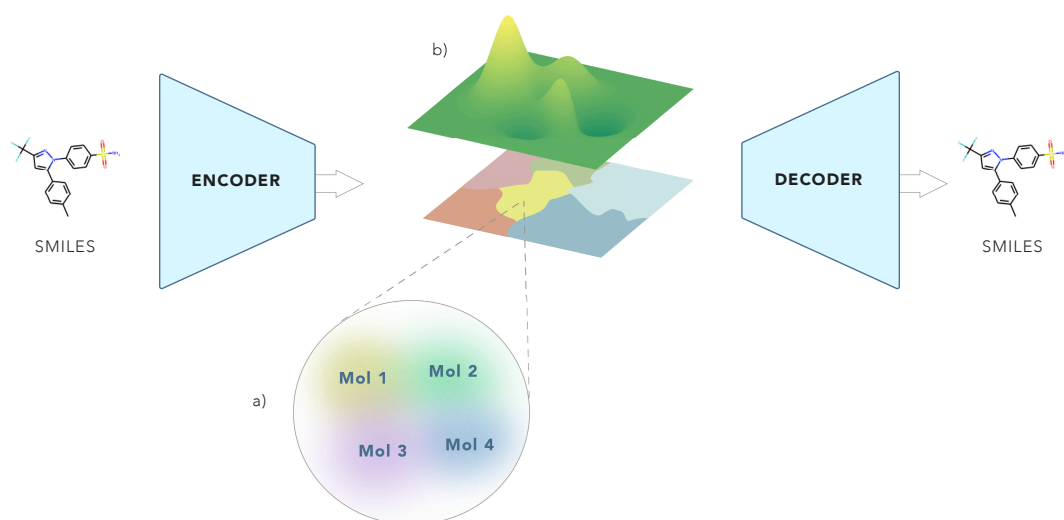 b)
ENCODER
DECODER
SMILES
SMILES
Mol 1
Mol 2
a)
Mol 3
Mol 4